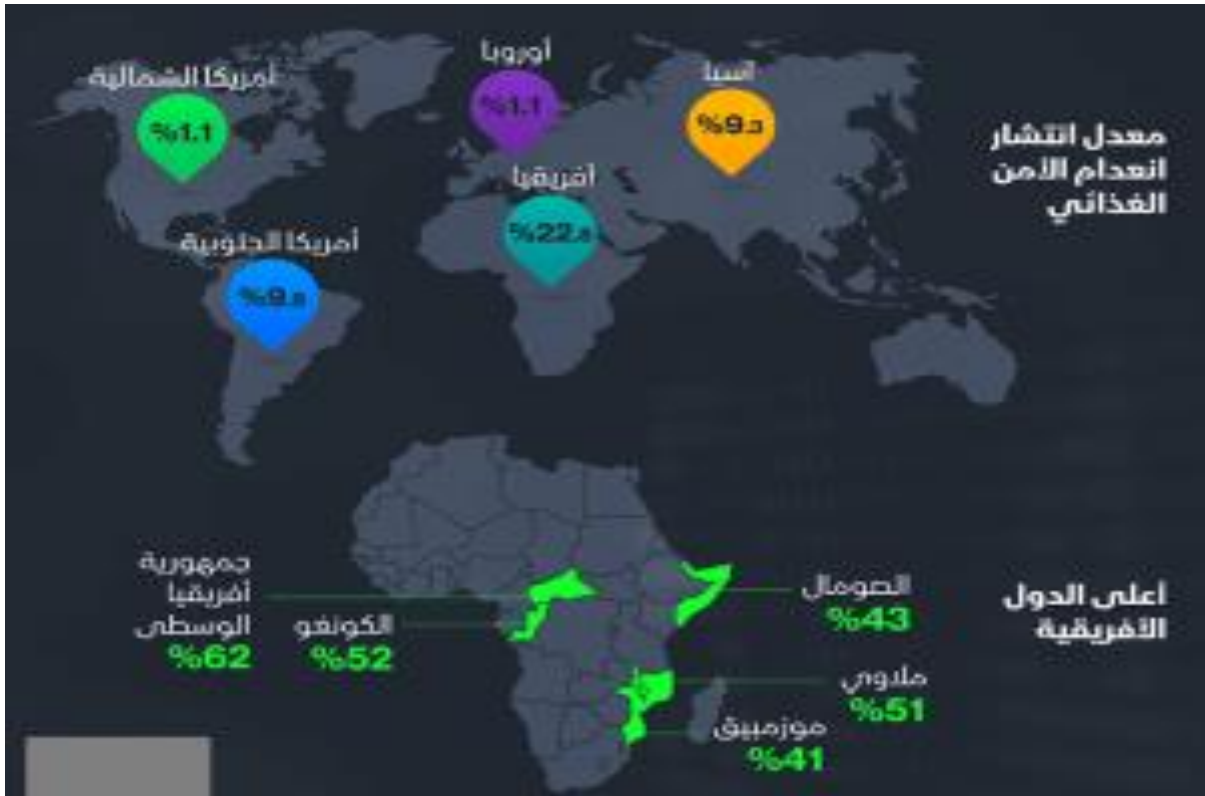 معدل انتشار
انعدام الأمن
الغذائي
أمريكا الشمالية
%1.1
أوروبا
%1.1
آسيا
أفريقيا
أمريكا الجنوبية
أعلى الدول
الأفريقية
الصومال
%43
ملاوي
%51
موزمبيق
%41
الكونغو
%52
جمهورية
أفريقيا
الوسطى
%62